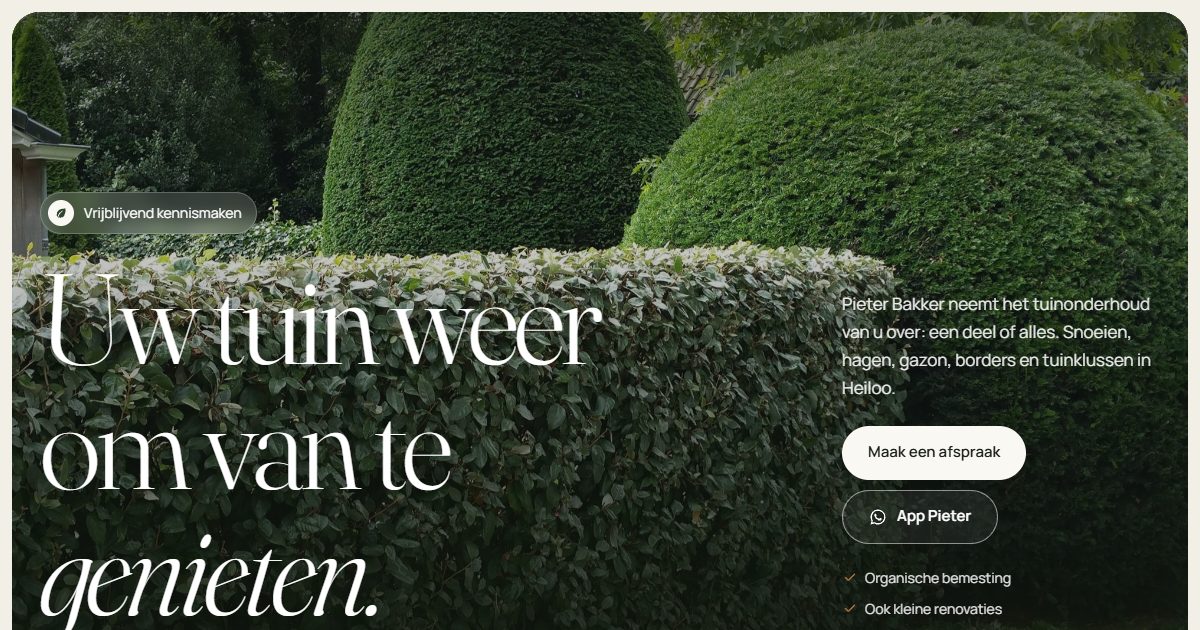 Vrijblijvend kennismaken
Uw tuin weer
om van te
genieten.
Pieter Bakker neemt het tuinonderhoud
van u over: een deel of alles. Snoeien,
hagen, gazon, borders en tuinklussen in
Heiloo.
Maak een afspraak
App Pieter
Organische bemesting
Ook kleine renovaties